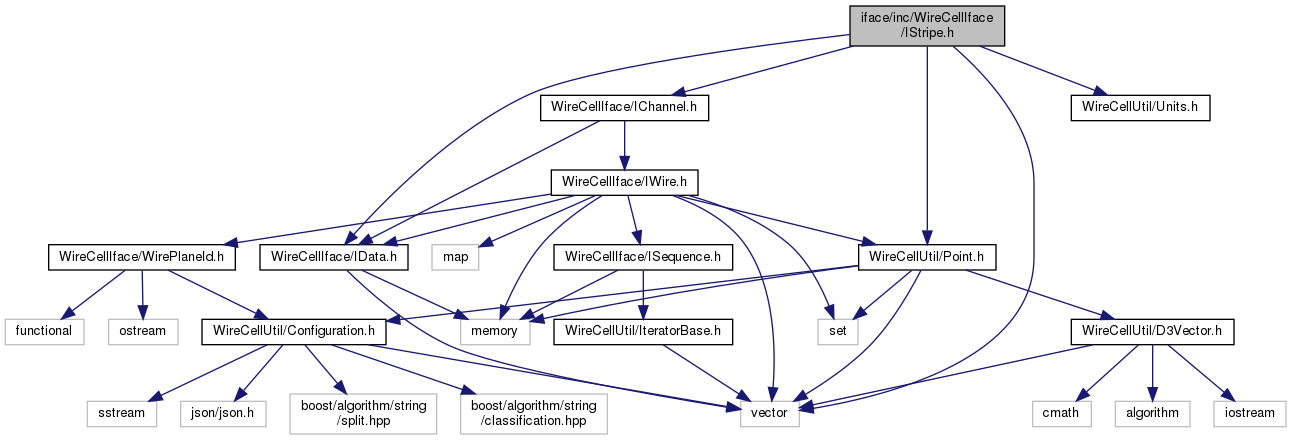 iface/inc/WireCellIface
/IStripe.h
WireCellIface/IChannel.h
WireCellUtil/Units.h
WireCellIface/IWire.h
WireCellIface/WirePlaneId.h
WireCellIface/IData.h
map
WireCellIface/ISequence.h
WireCellUtil/Point.h
functional
ostream
WireCellUtil/Configuration.h
memory
WireCellUtil/IteratorBase.h
set
WireCellUtil/D3Vector.h
sstream
json/json.h
boost/algorithm/string
/split.hpp
boost/algorithm/string
/classification.hpp
vector
cmath
algorithm
iostream